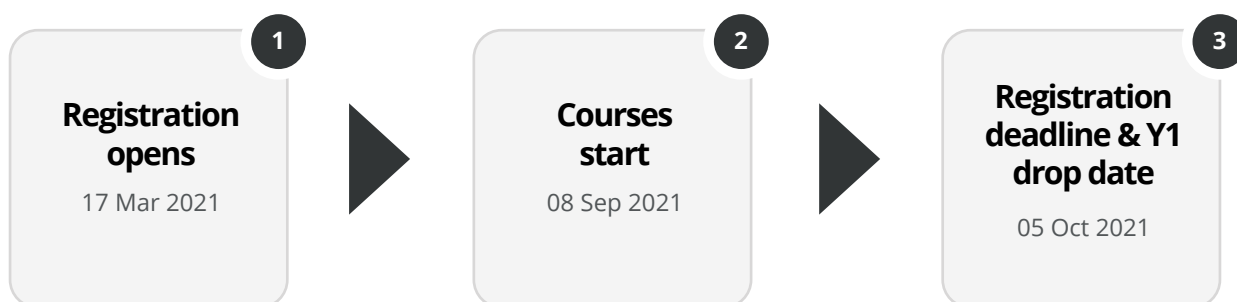 1
Registration
opens
17 Mar 2021
2
Courses
start
08 Sep 2021
3
Registration
deadline & Y1
drop date
05 Oct 2021